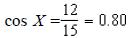 cos X = 12/15 = 0.80